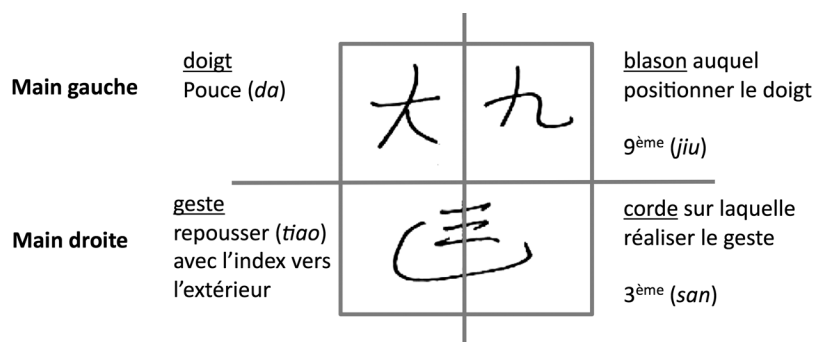 Main gauche
doigt
Pouce (da)
大九
blason auquel
positionner le doigt
9ème (jiu)
Main droite
geste
repousser (tiao)
avec l'index vers
l'extérieur
三
corde sur laquelle
réaliser le geste
3ème (san)